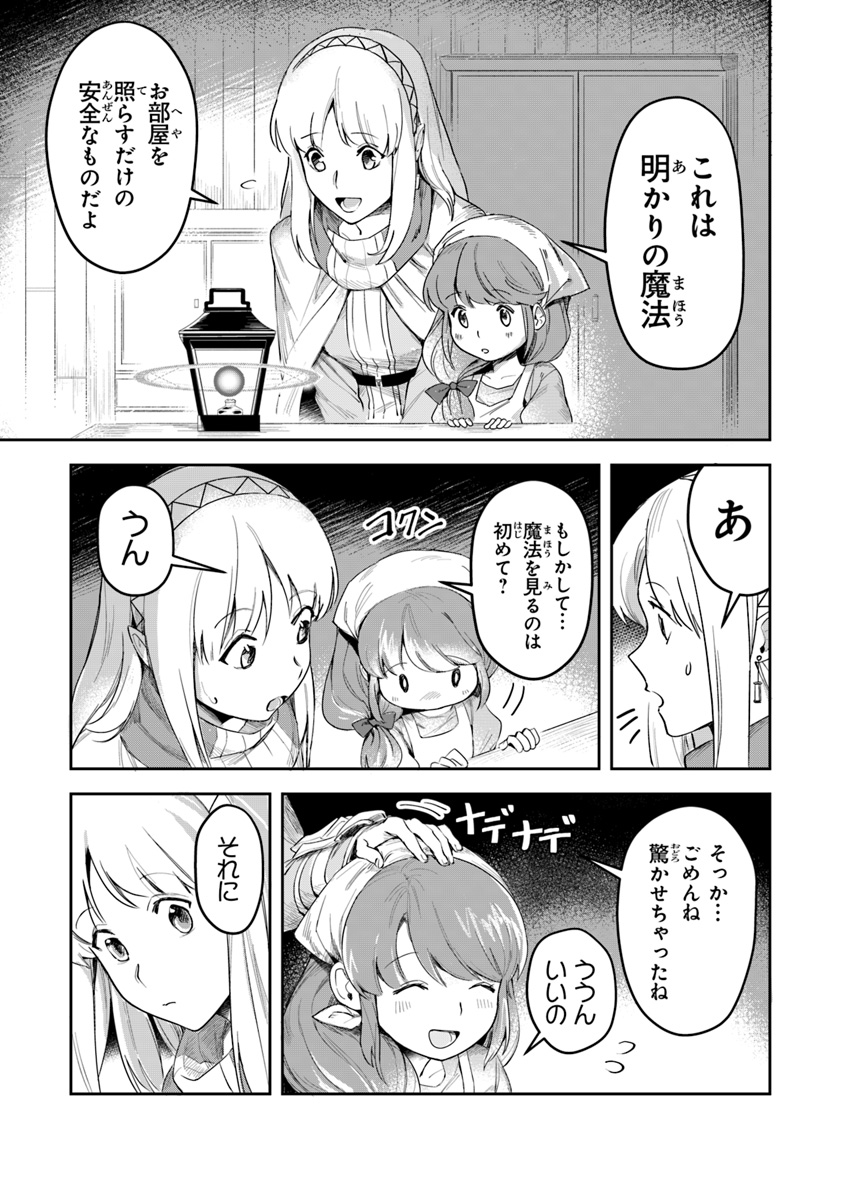 これは
明かりの魔法
お部屋を
照らすだけの
安全なものだよ
あ
もしかして…
魔法を見るのは
初めて？
コクン
うん
そっか…
ごめんね
驚かせちゃったね
ナデナデ
ううん
いいの
それに